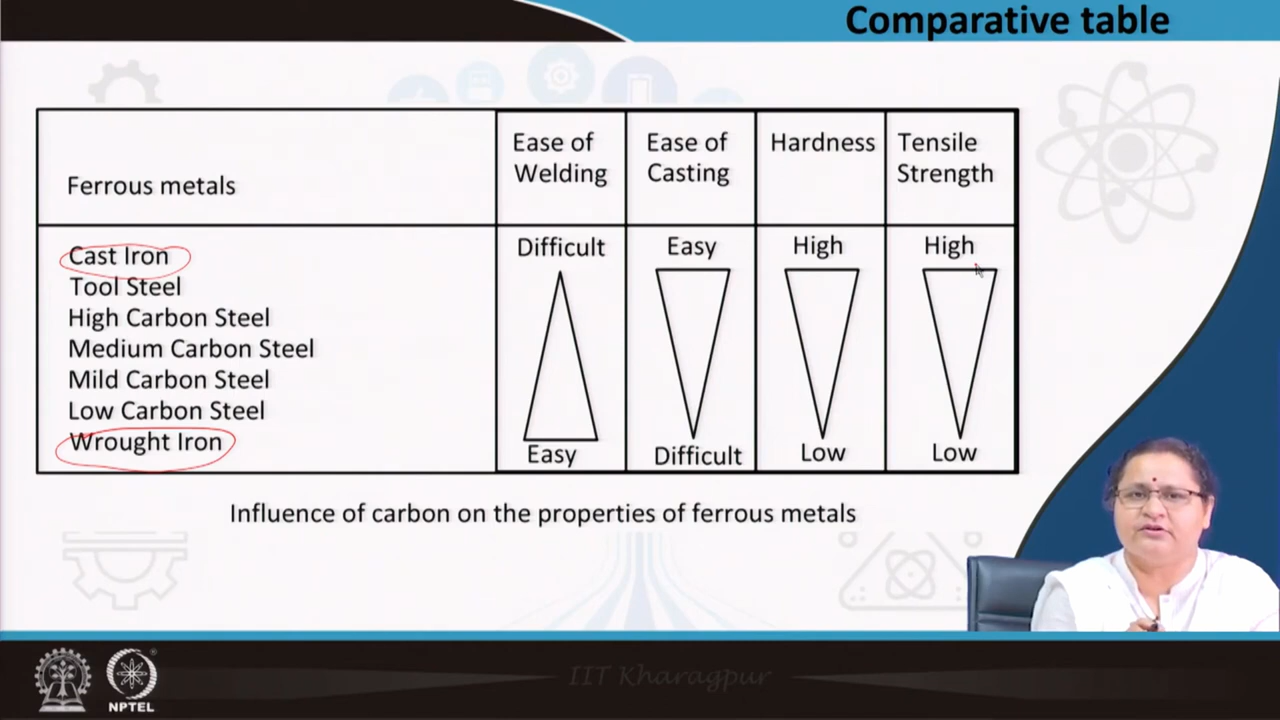 Comparative table
Ferrous metals
Ease of
Welding
Ease of
Casting
Hardness
Tensile
Strength
Cast Iron
Tool Steel
High Carbon Steel
Medium Carbon Steel
Mild Carbon Steel
Low Carbon Steel
Wrought Iron
Difficult
Easy
Easy
Difficult
High
Low
High
Low
Influence of carbon on the properties of ferrous metals
NPTEL
IIT Kharagpur